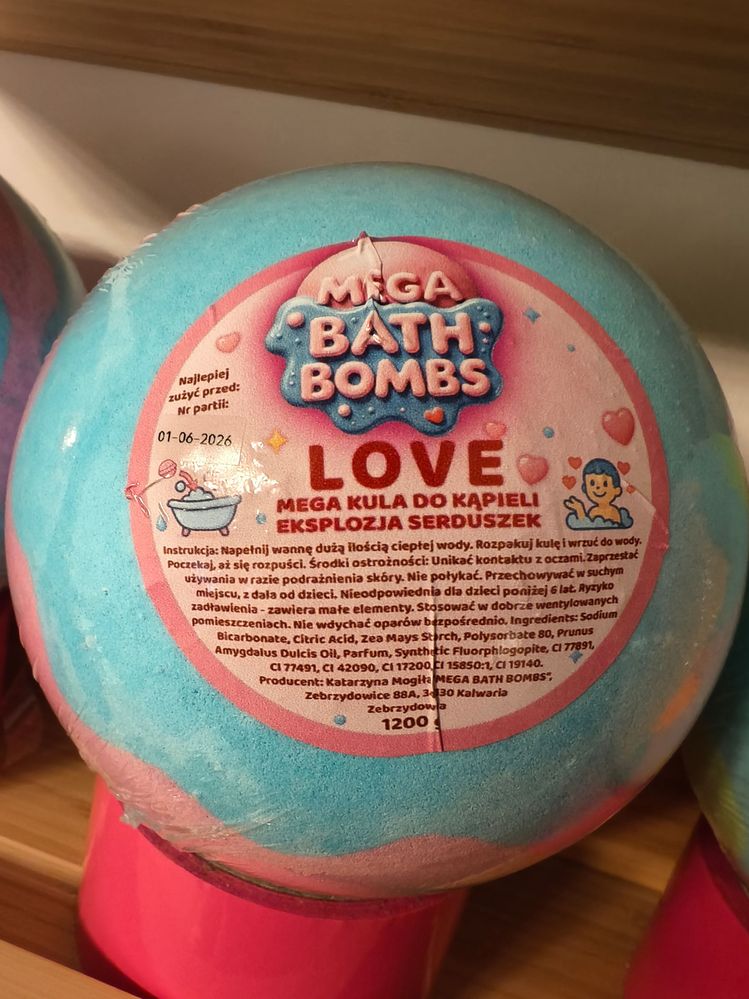 MEGA
BATH
BOMBS
Najlepiej
zużyć przed:
Nr partii:
01-06-2026
LOVE
MEGA KULA DO KĄPIELI
EKSPLOZJA SERDUSZEK
Instrukcja: Napełnij wannę dużą ilością ciepłej wody. Rozpakuj kulę i wrzuć do wody.
Poczekaj, aż się rozpuści. Środki ostrożności: Unikać kontaktu z oczami. Zaprzestać
używania w razie podrażnienia skóry. Nie połykać. Przechowywać w suchym
miejscu, z dala od dzieci. Nieodpowiednia dla dzieci poniżej 6 lat. Ryzyko
zadławienia - zawiera małe elementy. Stosować w dobrze wentylowanych
pomieszczeniach. Nie wdychać oparów bezpośrednio. Ingredients: Sodium
Bicarbonate, Citric Acid, Zea Mays Starch, Polysorbate 80, Prunus
Amygdalus Dulcis Oil, Parfum, Synthetic Fluorphlogopite, CI 77891,
CI 77491, CI 42090, CI 17200, CI 15850:1, CI 19140.
Producent: Katarzyna Mogiła "MEGA BATH BOMBS",
Zebrzydowice 88A, 34-130 Kalwaria
Zebrzydowska
1200 g